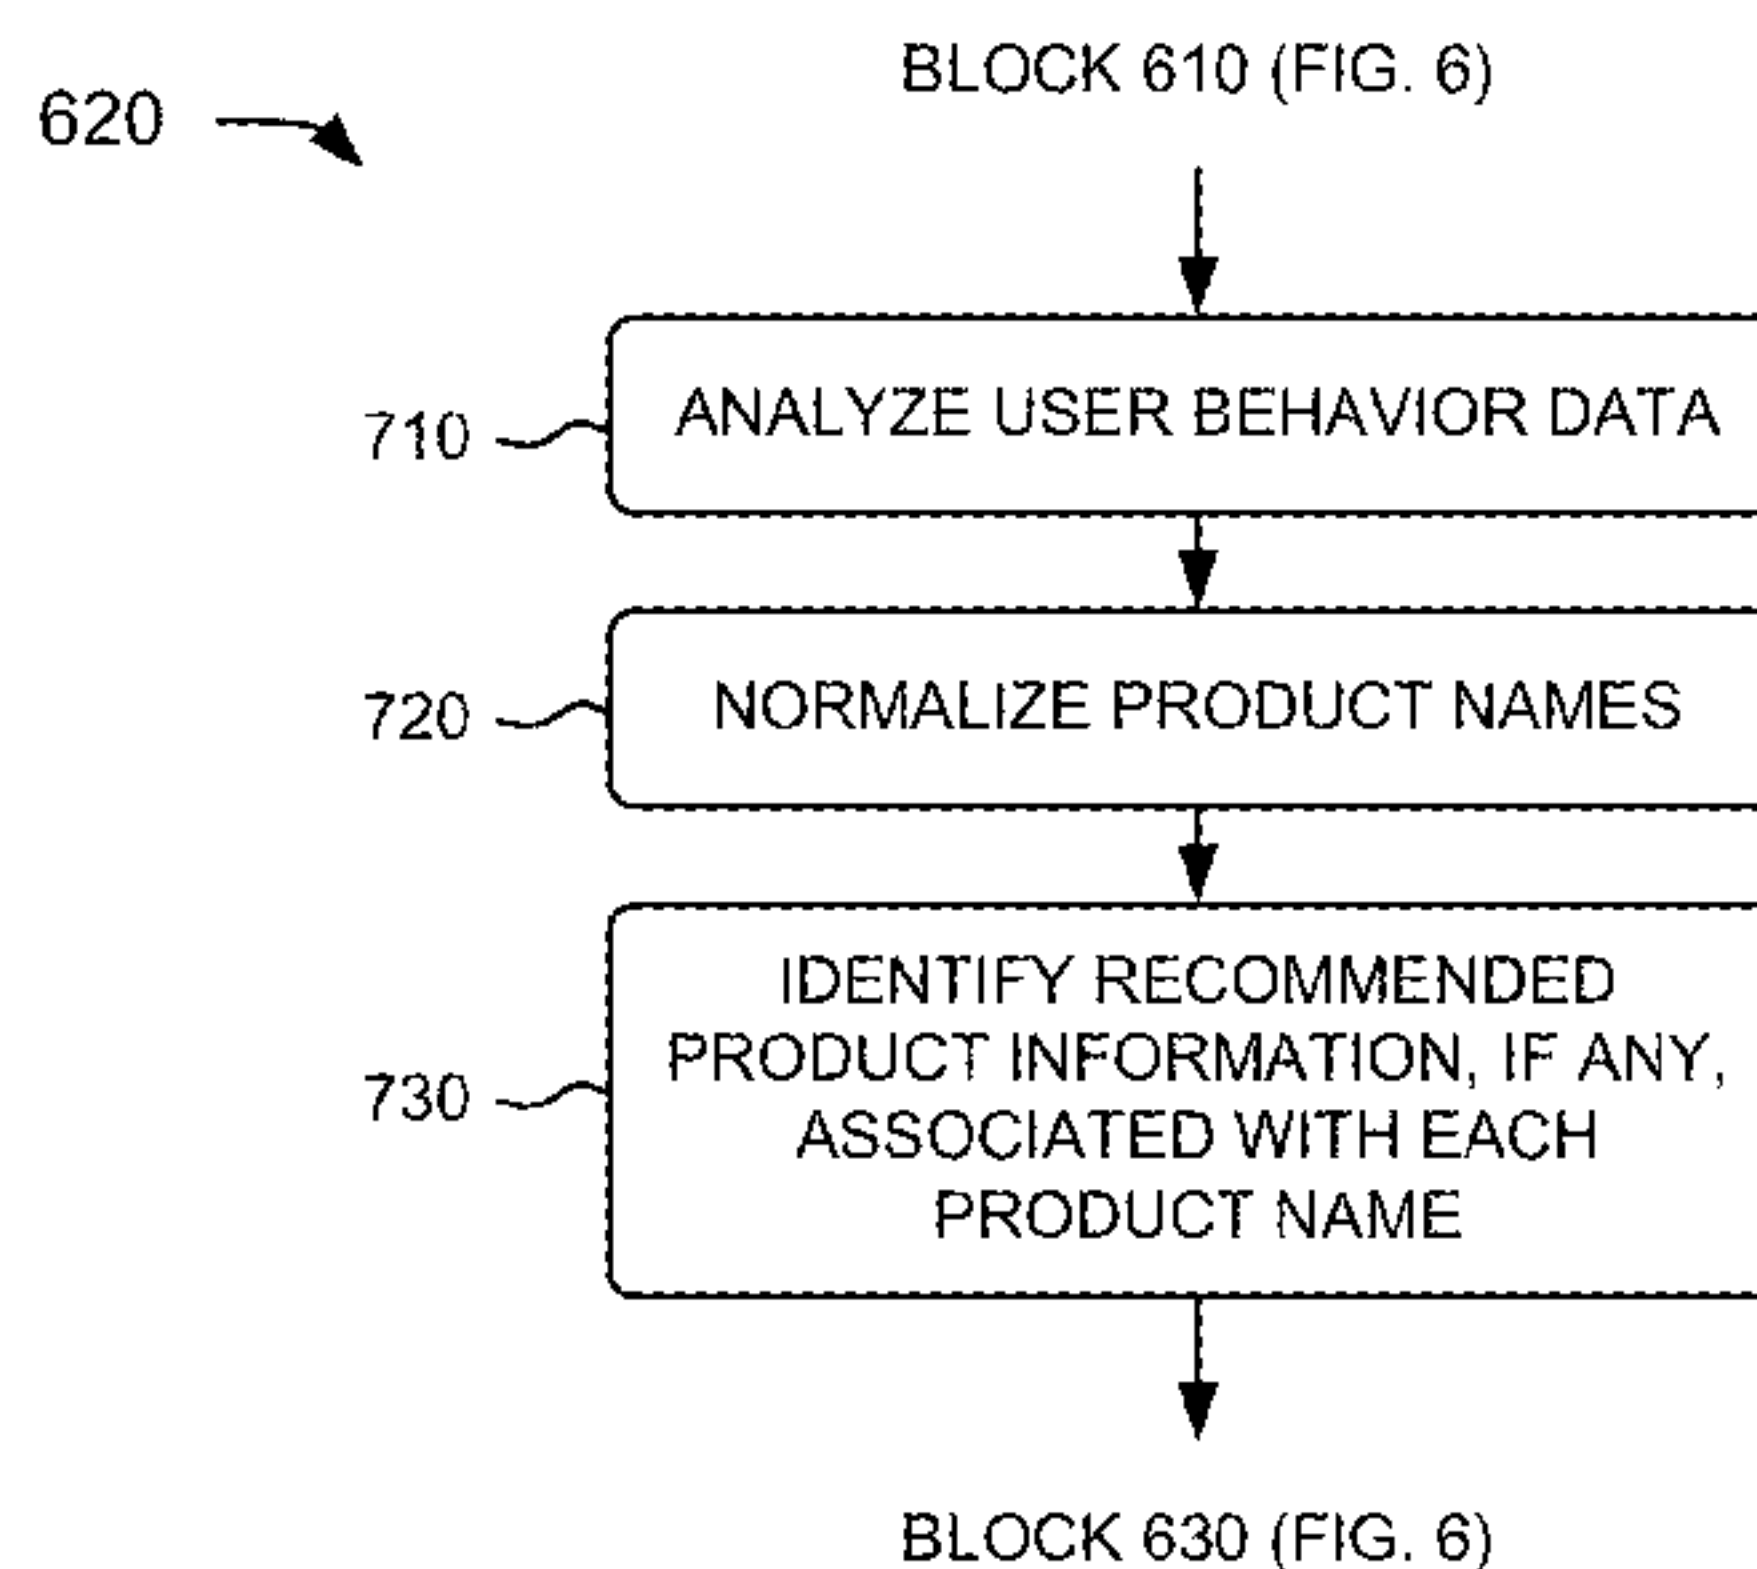 BLOCK 610 (FIG. 6)
620
710
ANALYZE USER BEHAVIOR DATA
720
NORMALIZE PRODUCT NAMES
730
IDENTIFY RECOMMENDED
PRODUCT INFORMATION, IF ANY,
ASSOCIATED WITH EACH
PRODUCT NAME
BLOCK 630 (FIG. 6)